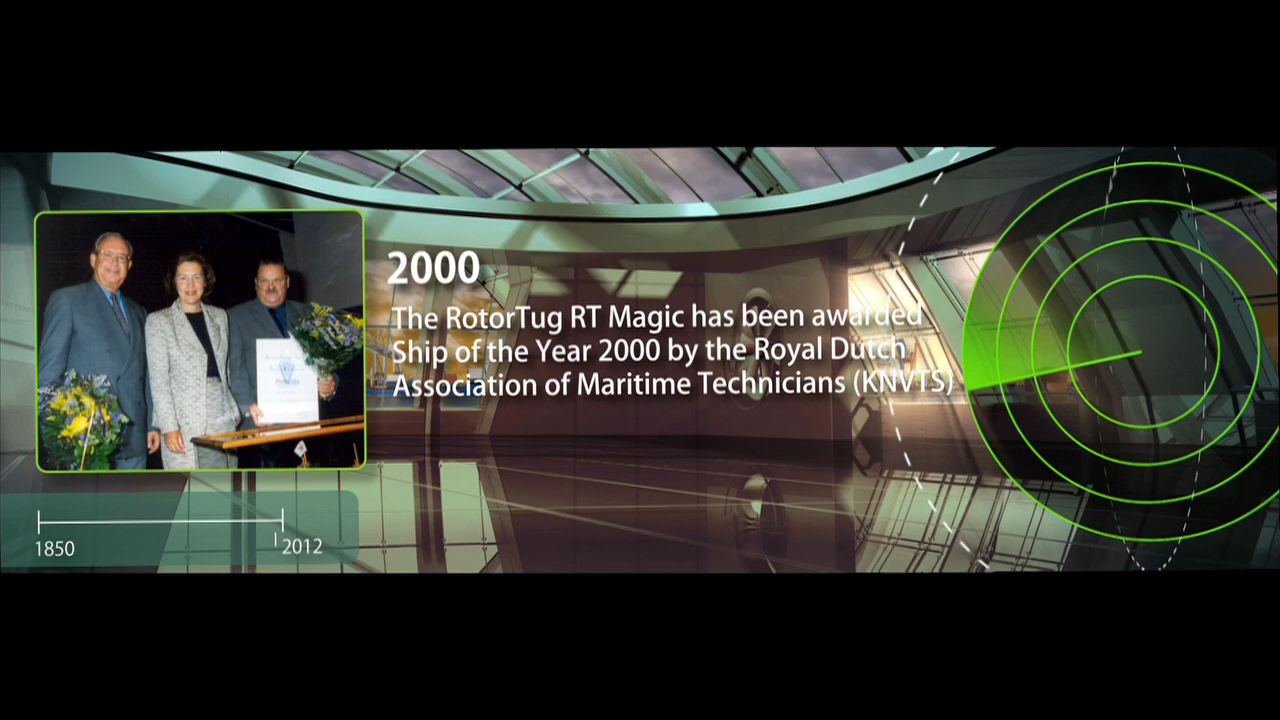 2000
The RotorTug RT Magic has been awarded
Ship of the Year 2000 by the Royal Dutch
Association of Maritime Technicians (KNVTS)
1850
2012